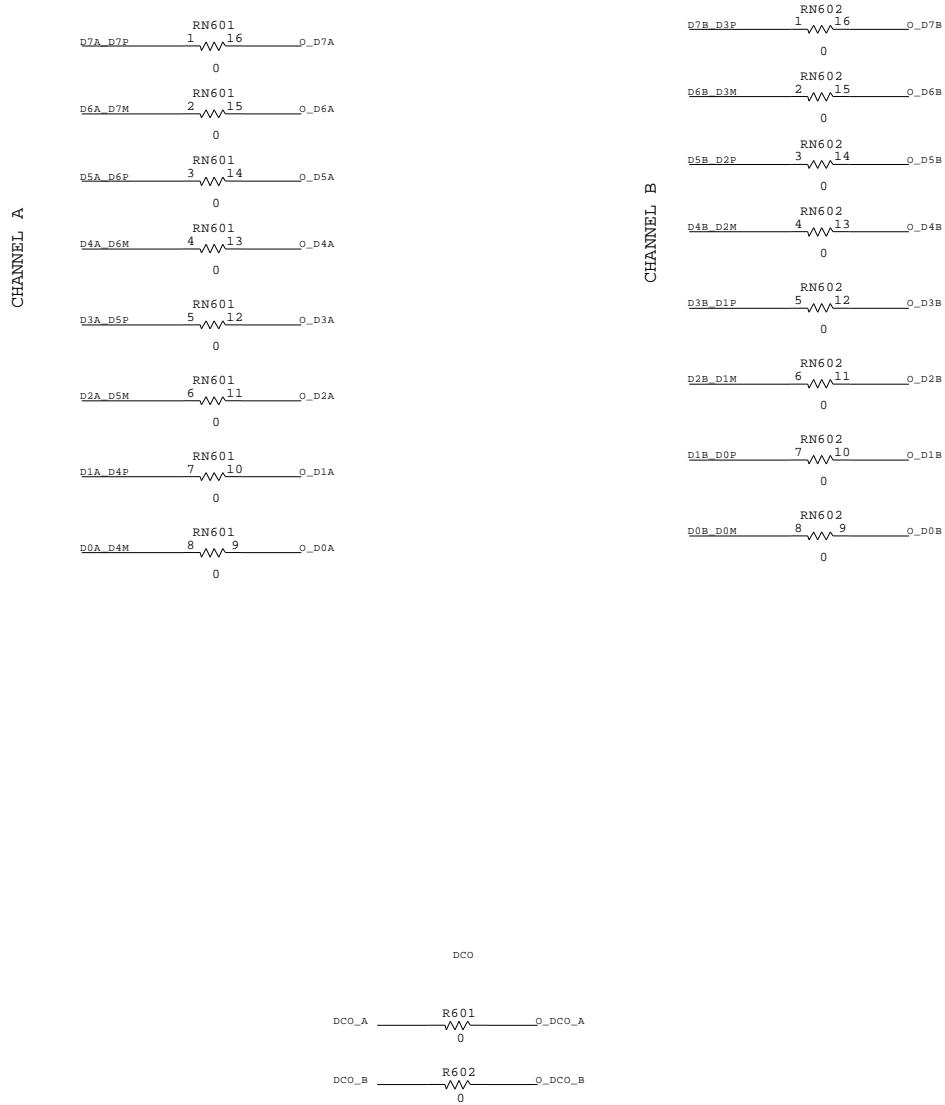 CHANNEL A
RN601
D7A_D7P 1 16 O_D7A
0
RN601
D6A_D7M 2 15 O_D6A
0
RN601
D5A_D6P 3 14 O_D5A
0
RN601
D4A_D6M 4 13 O_D4A
0
RN601
D3A_D5P 5 12 O_D3A
0
RN601
D2A_D5M 6 11 O_D2A
0
RN601
D1A_D4P 7 10 O_D1A
0
RN601
D0A_D4M 8 9 O_D0A
0
CHANNEL B
RN602
D7B_D3P 1 16 O_D7B
0
RN602
D6B_D3M 2 15 O_D6B
0
RN602
D5B_D2P 3 14 O_D5B
0
RN602
D4B_D2M 4 13 O_D4B
0
RN602
D3B_D1P 5 12 O_D3B
0
RN602
D2B_D1M 6 11 O_D2B
0
RN602
D1B_D0P 7 10 O_D1B
0
RN602
D0B_D0M 8 9 O_D0B
0
DCO
R601
DCO_A O_DCO_A
0
R602
DCO_B O_DCO_B
0